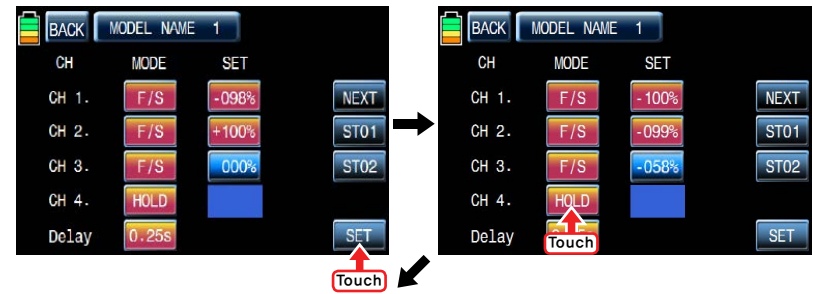 BACK MODEL NAME 1
CH MODE SET
CH 1. F/S -098% NEXT
CH 2. F/S +100% ST01
CH 3. F/S 000% ST02
CH 4. HOLD
Delay 0.25s SET
Touch
BACK MODEL NAME 1
CH MODE SET
CH 1. F/S -100% NEXT
CH 2. F/S -099% ST01
CH 3. F/S -058% ST02
CH 4. HOLD
Delay SET
Touch